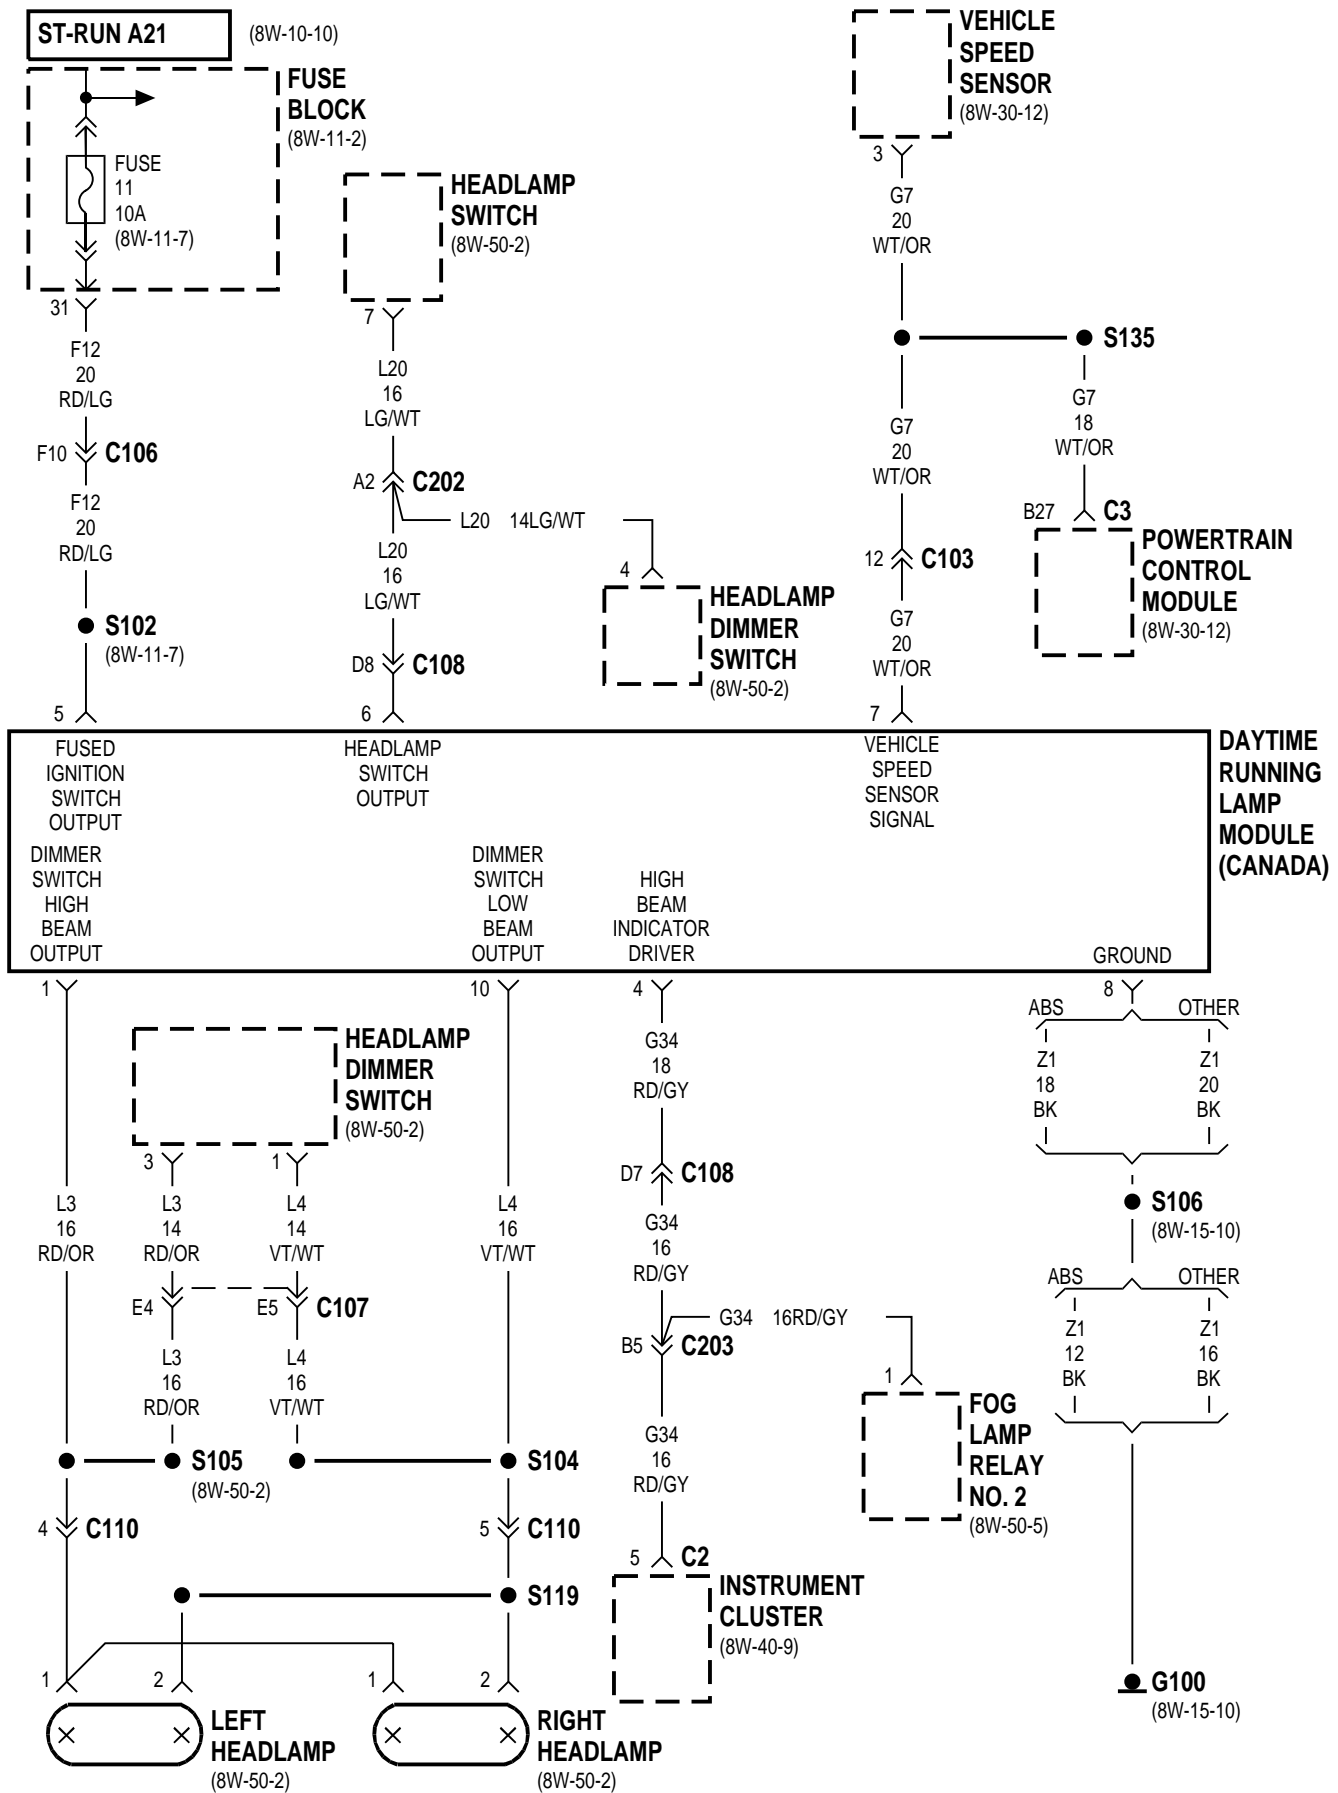 ST-RUN A21
(8W-10-10)
FUSE
BLOCK
(8W-11-2)
FUSE
11
10A
(8W-11-7)
31
F12
20
RD/LG
F10
C106
F12
20
RD/LG
S102
(8W-11-7)
5
HEADLAMP
SWITCH
(8W-50-2)
7
L20
16
LG/WT
A2
C202
L20 14LG/WT
L20
16
LG/WT
D8
C108
6
4
HEADLAMP
DIMMER
SWITCH
(8W-50-2)
VEHICLE
SPEED
SENSOR
(8W-30-12)
3
G7
20
WT/OR
S135
G7
20
WT/OR
G7
18
WT/OR
12
C103
G7
20
WT/OR
7
B27
C3
POWERTRAIN
CONTROL
MODULE
(8W-30-12)
DAYTIME
RUNNING
LAMP
MODULE
(CANADA)
FUSED
IGNITION
SWITCH
OUTPUT
HEADLAMP
SWITCH
OUTPUT
VEHICLE
SPEED
SENSOR
SIGNAL
DIMMER
SWITCH
HIGH
BEAM
OUTPUT
DIMMER
SWITCH
LOW
BEAM
OUTPUT
HIGH
BEAM
INDICATOR
DRIVER
GROUND
1
10
4
8
HEADLAMP
DIMMER
SWITCH
(8W-50-2)
3
1
L3
16
RD/OR
L3
14
RD/OR
L4
14
VT/WT
L4
16
VT/WT
E4
E5
C107
L3
16
RD/OR
L4
16
VT/WT
S105
(8W-50-2)
S104
4
C110
5
C110
S119
1
2
1
2
LEFT
HEADLAMP
(8W-50-2)
RIGHT
HEADLAMP
(8W-50-2)
G34
18
RD/GY
D7
C108
G34
16
RD/GY
G34 16RD/GY
B5
C203
G34
16
RD/GY
5
C2
INSTRUMENT
CLUSTER
(8W-40-9)
1
FOG
LAMP
RELAY
NO. 2
(8W-50-5)
ABS
OTHER
Z1
18
BK
Z1
20
BK
S106
(8W-15-10)
ABS
OTHER
Z1
12
BK
Z1
16
BK
G100
(8W-15-10)